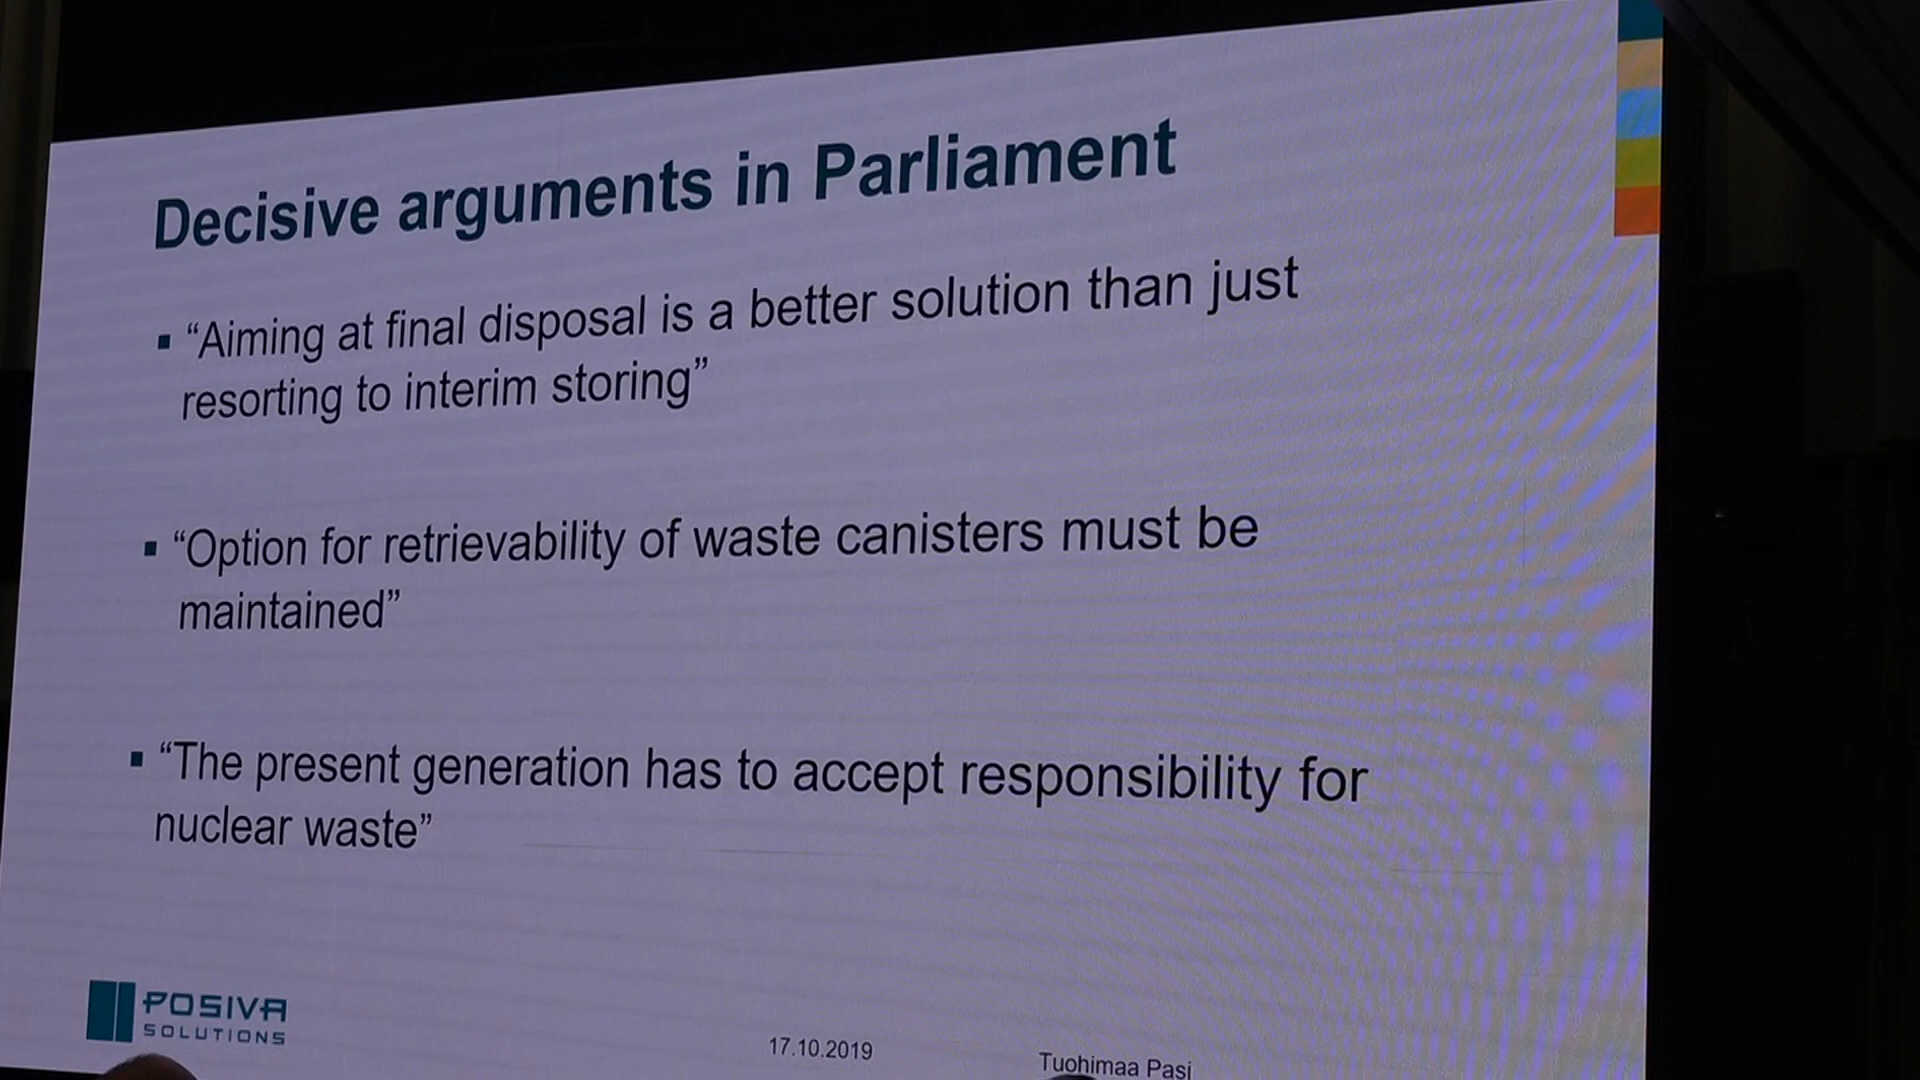 Decisive arguments in Parliament
▪ “Aiming at final disposal is a better solution than just
resorting to interim storing”
▪ “Option for retrievability of waste canisters must be
maintained”
▪ “The present generation has to accept responsibility for
nuclear waste”
POSIVA
SOLUTIONS
17.10.2019
Tuohimaa Pasi